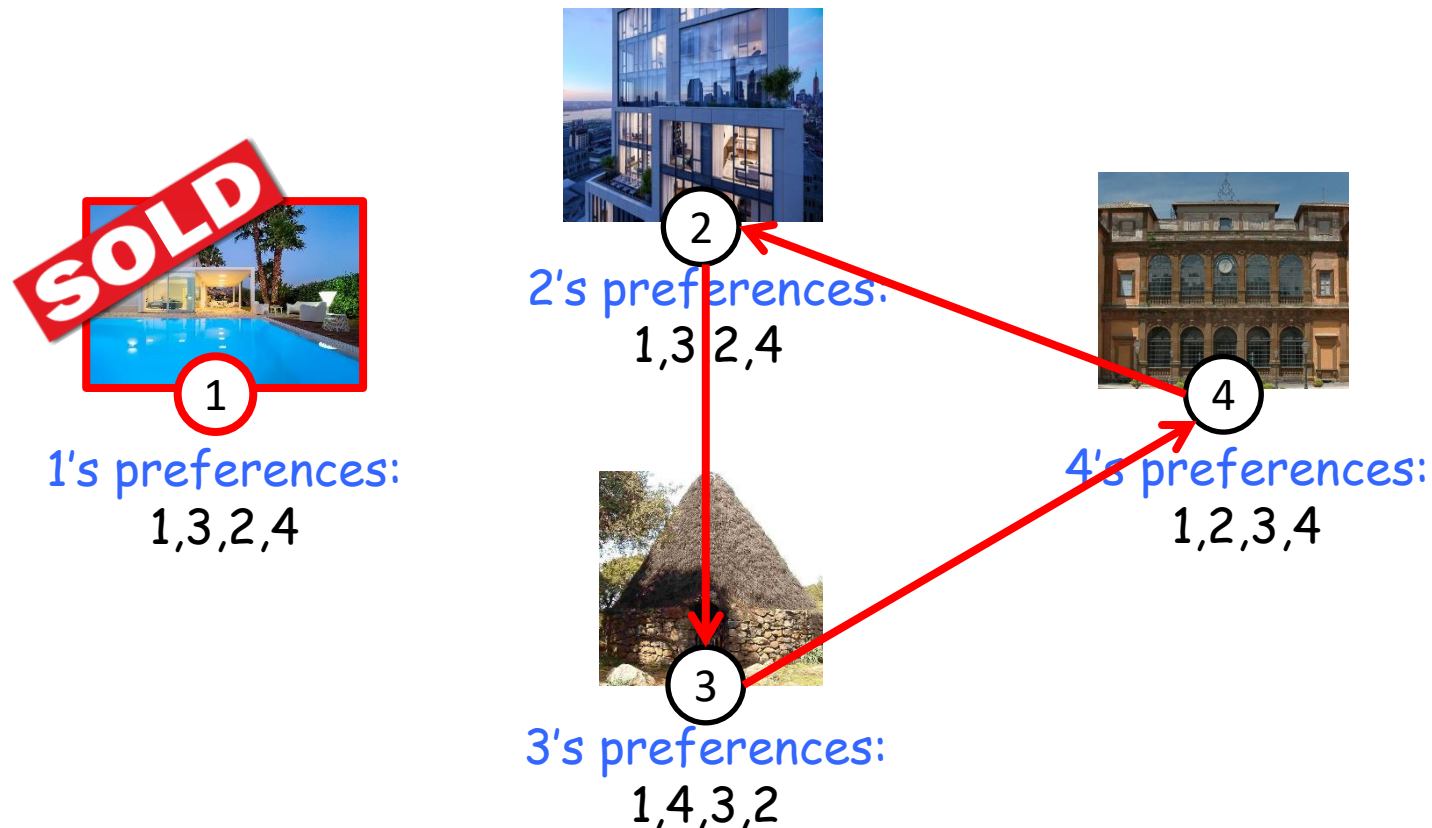 SOLD
1
1's preferences:
1,3,2,4
2
2's preferences:
1,3,2,4
3
3's preferences:
1,4,3,2
4
4's preferences:
1,2,3,4